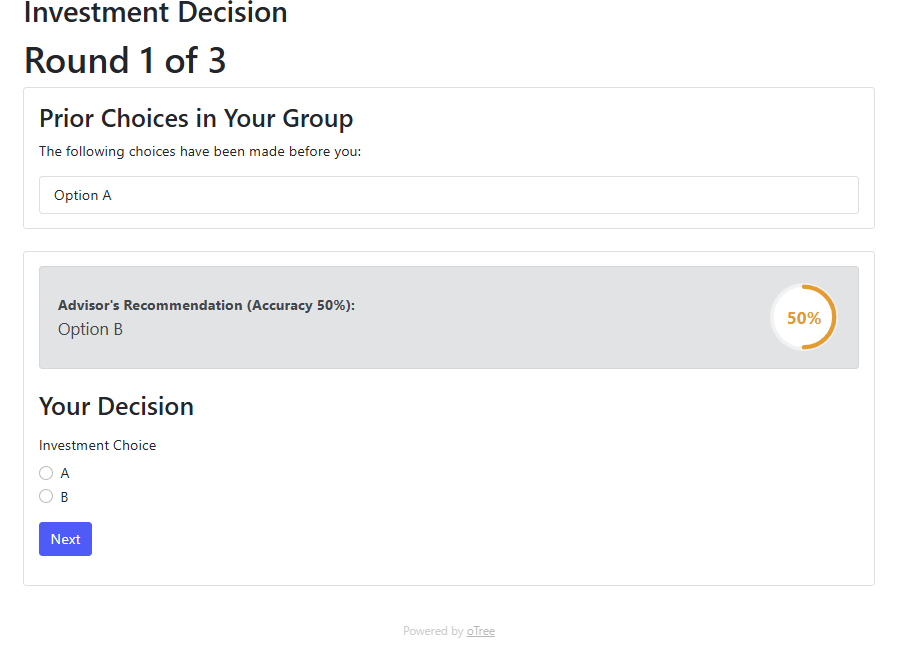 Investment Decision
Round 1 of 3
Prior Choices in Your Group
The following choices have been made before you:
Option A
Advisor's Recommendation (Accuracy 50%):
Option B
50%
Your Decision
Investment Choice
A
B
Next
Powered by oTree